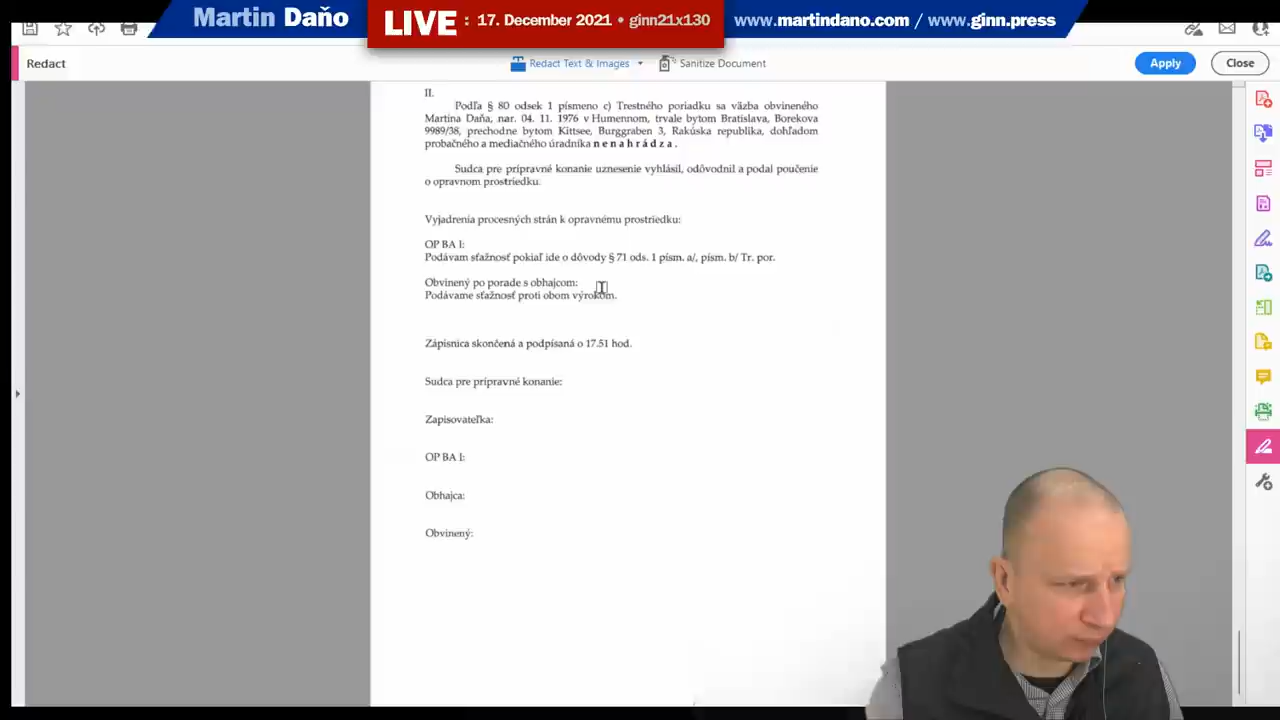 Martin Daňo
LIVE : 17. December 2021 • ginn21x130
www.martindano.com / www.ginn.press
Redact
Redact Text & Images
Sanitize Document
Apply
Close
II.
Podľa § 80 odsek 1 písmeno c) Trestného poriadku sa väzba obvineného
Martina Daňa, nar. 04. 11. 1976 v Humennom, trvale bytom Bratislava, Borekova
9989/38, prechodne bytom Kittsee, Burggraben 3, Rakúska republika, dohľadom
probačného a mediačného úradníka n e n a h r á d z a .
Sudca pre prípravné konanie uznesenie vyhlásil, odôvodnil a podal poučenie
o opravnom prostriedku.
Vyjadrenia procesných strán k opravnému prostriedku:
OP BA I:
Podávam sťažnosť pokiaľ ide o dôvody § 71 ods. 1 písm. a/, písm. b/ Tr. por.
Obvinený po porade s obhajcom:
Podávame sťažnosť proti obom výrokom.
Zápisnica skončená a podpísaná o 17.51 hod.
Sudca pre prípravné konanie:
Zapisovateľka:
OP BA I:
Obhajca:
Obvinený: